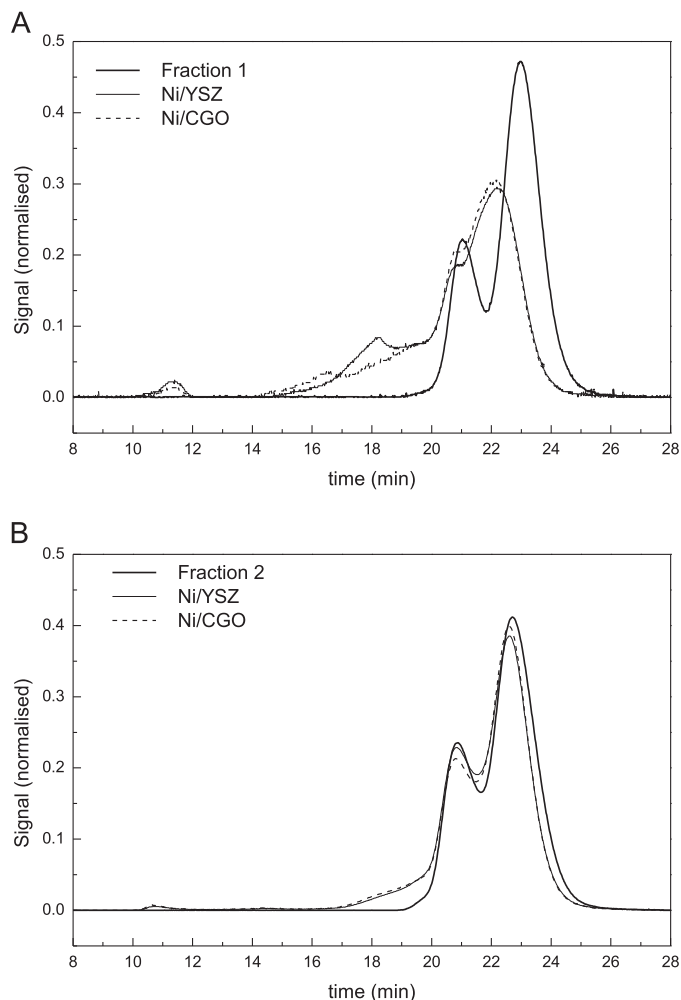 A
0.5
Fraction 1
Ni/YSZ
0.4
Ni/CGO
Signal (normalised)
0.3
0.2
0.1
0.0
8 10 12 14 16 18 20 22 24 26 28
time (min)
B
0.5
Fraction 2
Ni/YSZ
0.4
Ni/CGO
Signal (normalised)
0.3
0.2
0.1
0.0
8 10 12 14 16 18 20 22 24 26 28
time (min)